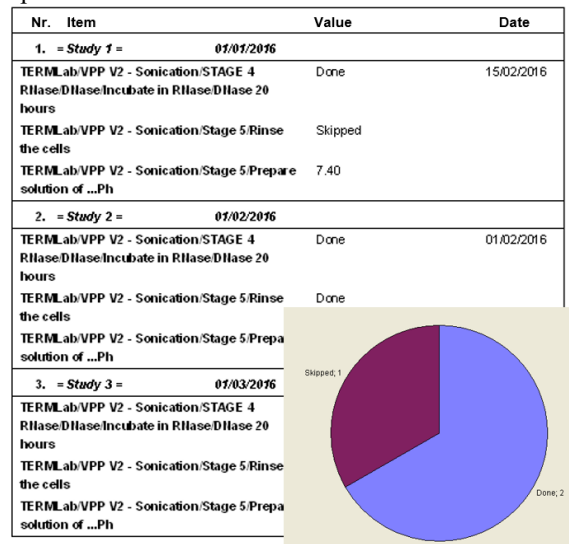 Nr. Item Value Date
1. = Study 1 = 01/01/2016
TERMLab/VPP V2 - Sonication/STAGE 4 Done 15/02/2016
RNase/DNase/Incubate in RNase/DNase 20
hours
TERMLab/VPP V2 - Sonication/Stage 5/Rinse Skipped
the cells
TERMLab/VPP V2 - Sonication/Stage 5/Prepare 7.40
solution of ...Ph
2. = Study 2 = 01/02/2016
TERMLab/VPP V2 - Sonication/STAGE 4 Done 01/02/2016
RNase/DNase/Incubate in RNase/DNase 20
hours
TERMLab/VPP V2 - Sonication/Stage 5/Rinse Done
the cells
TERMLab/VPP V2 - Sonication/Stage 5/Prepa
solution of ...Ph
3. = Study 3 = 01/03/2016
TERMLab/VPP V2 - Sonication/STAGE 4
RNase/DNase/Incubate in RNase/DNase 20
hours
TERMLab/VPP V2 - Sonication/Stage 5/Rinse
the cells
TERMLab/VPP V2 - Sonication/Stage 5/Prepa
solution of ...Ph
Skipped; 1
Done; 2